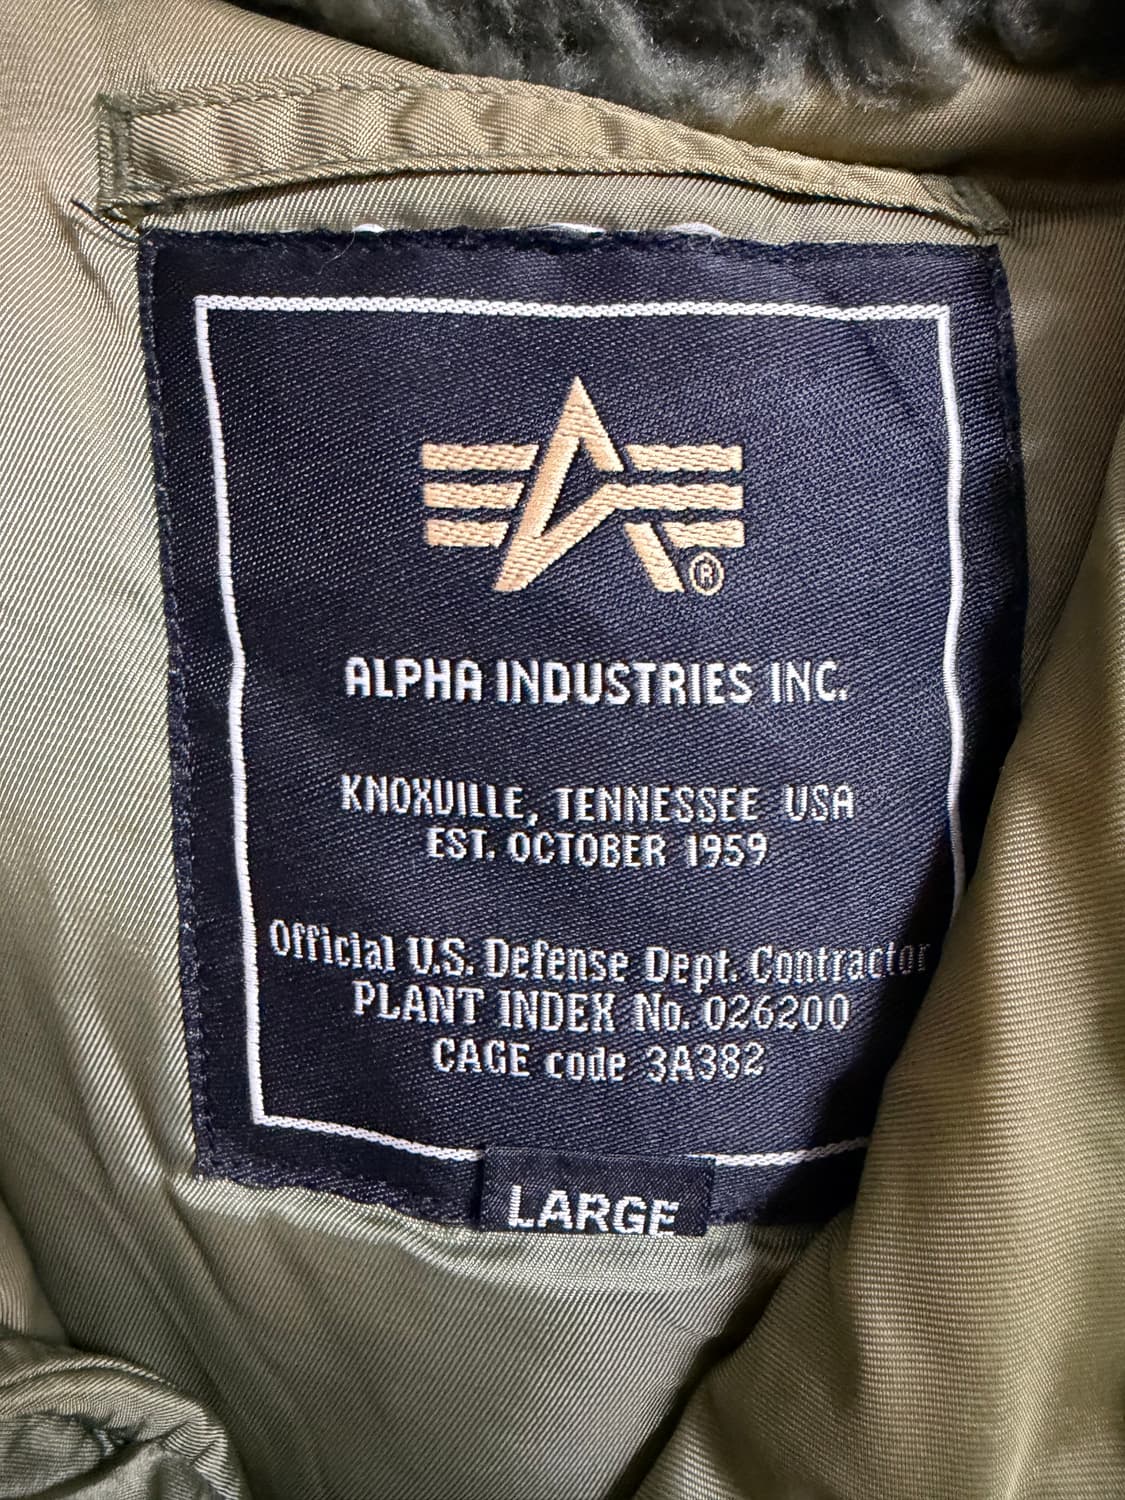 ®
ALPHA INDUSTRIES INC.
KNOXVILLE, TENNESSEE USA
EST. OCTOBER 1959
Official U.S. Defense Dept. Contractor
PLANT INDEX No. 026200
CAGE code 3A382
LARGE